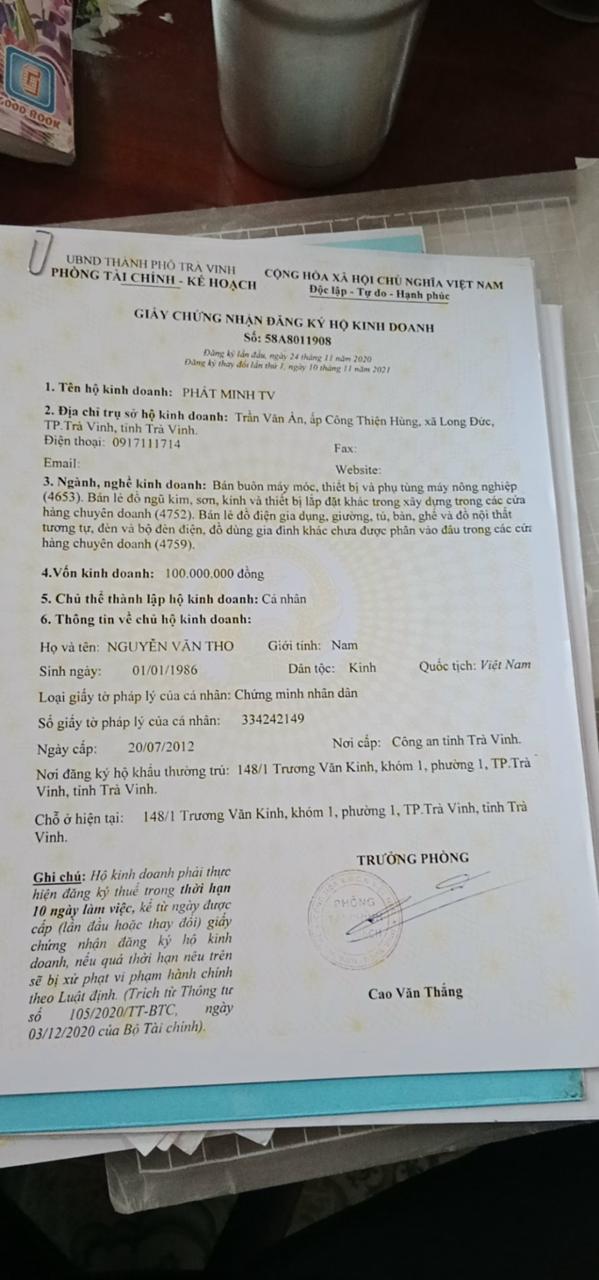 GOOD BOOK
UBND THÀNH PHỐ TRÀ VINH
PHÒNG TÀI CHÍNH - KẾ HOẠCH
CỘNG HÒA XÃ HỘI CHỦ NGHĨA VIỆT NAM
Độc lập - Tự do - Hạnh phúc
GIẤY CHỨNG NHẬN ĐĂNG KÝ HỘ KINH DOANH
Số: 58A8011908
Đăng ký lần đầu, ngày 24 tháng 11 năm 2020
Đăng ký thay đổi lần thứ 1, ngày 10 tháng 11 năm 2021
1. Tên hộ kinh doanh: PHÁT MINH TV
2. Địa chỉ trụ sở hộ kinh doanh: Trần Văn Ẩn, ấp Công Thiện Hùng, xã Long Đức,
TP.Trà Vinh, tỉnh Trà Vinh.
Điện thoại: 0917111714 Fax:
Email: Website:
3. Ngành, nghề kinh doanh: Bán buôn máy móc, thiết bị và phụ tùng máy nông nghiệp
(4653). Bán lẻ đồ ngũ kim, sơn, kính và thiết bị lắp đặt khác trong xây dựng trong các cửa
hàng chuyên doanh (4752). Bán lẻ đồ điện gia dụng, giường, tủ, bàn, ghế và đồ nội thất
tương tự, đèn và bộ đèn điện, đồ dùng gia đình khác chưa được phân vào đâu trong các cửa
hàng chuyên doanh (4759).
4.Vốn kinh doanh: 100.000.000 đồng
5. Chủ thể thành lập hộ kinh doanh: Cá nhân
6. Thông tin về chủ hộ kinh doanh:
Họ và tên: NGUYỄN VĂN THO Giới tính: Nam
Sinh ngày: 01/01/1986 Dân tộc: Kinh Quốc tịch: Việt Nam
Loại giấy tờ pháp lý của cá nhân: Chứng minh nhân dân
Số giấy tờ pháp lý của cá nhân: 334242149
Ngày cấp: 20/07/2012 Nơi cấp: Công an tỉnh Trà Vinh.
Nơi đăng ký hộ khẩu thường trú: 148/1 Trương Văn Kỉnh, khóm 1, phường 1, TP.Trà
Vinh, tỉnh Trà Vinh.
Chỗ ở hiện tại: 148/1 Trương Văn Kỉnh, khóm 1, phường 1, TP.Trà Vinh, tỉnh Trà
Vinh.
Ghi chú: Hộ kinh doanh phải thực
hiện đăng ký thuế trong thời hạn
10 ngày làm việc, kể từ ngày được
cấp (lần đầu hoặc thay đổi) giấy
chứng nhận đăng ký hộ kinh
doanh, nếu quá thời hạn nêu trên
sẽ bị xử phạt vi phạm hành chính
theo Luật định. (Trích từ Thông tư
số 105/2020/TT-BTC, ngày
03/12/2020 của Bộ Tài chính).
TRƯỞNG PHÒNG
PHÒNG
Cao Văn Thắng